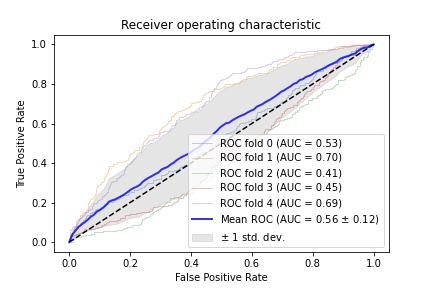 Receiver operating characteristic
True Positive Rate
1.0
0.8
0.6
0.4
0.2
0.0
ROC fold 0 (AUC = 0.53)
ROC fold 1 (AUC = 0.70)
ROC fold 2 (AUC = 0.41)
ROC fold 3 (AUC = 0.45)
ROC fold 4 (AUC = 0.69)
Mean ROC (AUC = 0.56 ± 0.12)
± 1 std. dev.
0.0 0.2 0.4 0.6 0.8 1.0
False Positive Rate